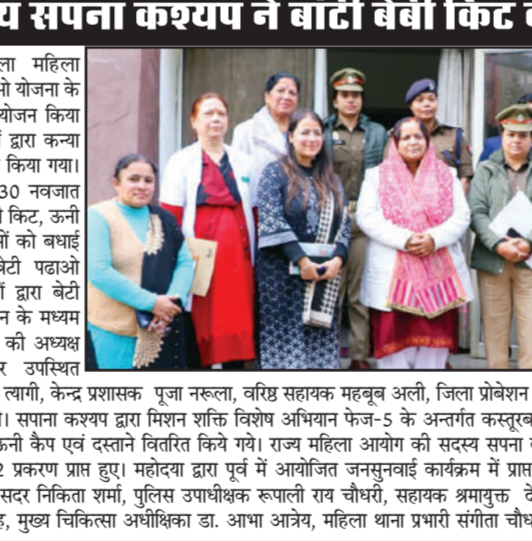 य सपना कश्यप ने बांटी बेबी किट
ला महिला
ओ योजना के
योजन किया
ं द्वारा कन्या
किया गया।
30 नवजात
ी किट, ऊनी
ओं को बधाई
बेटी पढाओ
ं द्वारा बेटी
न के मध्यम
की अध्यक्ष
र उपस्थित
त्यागी, केन्द्र प्रशासक पूजा नरूला, वरिष्ठ सहायक महबूब अली, जिला प्रोबेशन
। सपाना कश्यप द्वारा मिशन शक्ति विशेष अभियान फेज-5 के अन्तर्गत कस्तूरब
ऊनी कैप एवं दस्ताने वितरित किये गये। राज्य महिला आयोग की सदस्य सपना
2 प्रकरण प्राप्त हुए। महोदया द्वारा पूर्व में आयोजित जनसुनवाई कार्यक्रम में प्राप्त
सदर निकिता शर्मा, पुलिस उपाधीक्षक रूपाली राय चौधरी, सहायक श्रमायुक्त दे
ह, मुख्य चिकित्सा अधीक्षिका डा. आभा आत्रेय, महिला थाना प्रभारी संगीता चौध